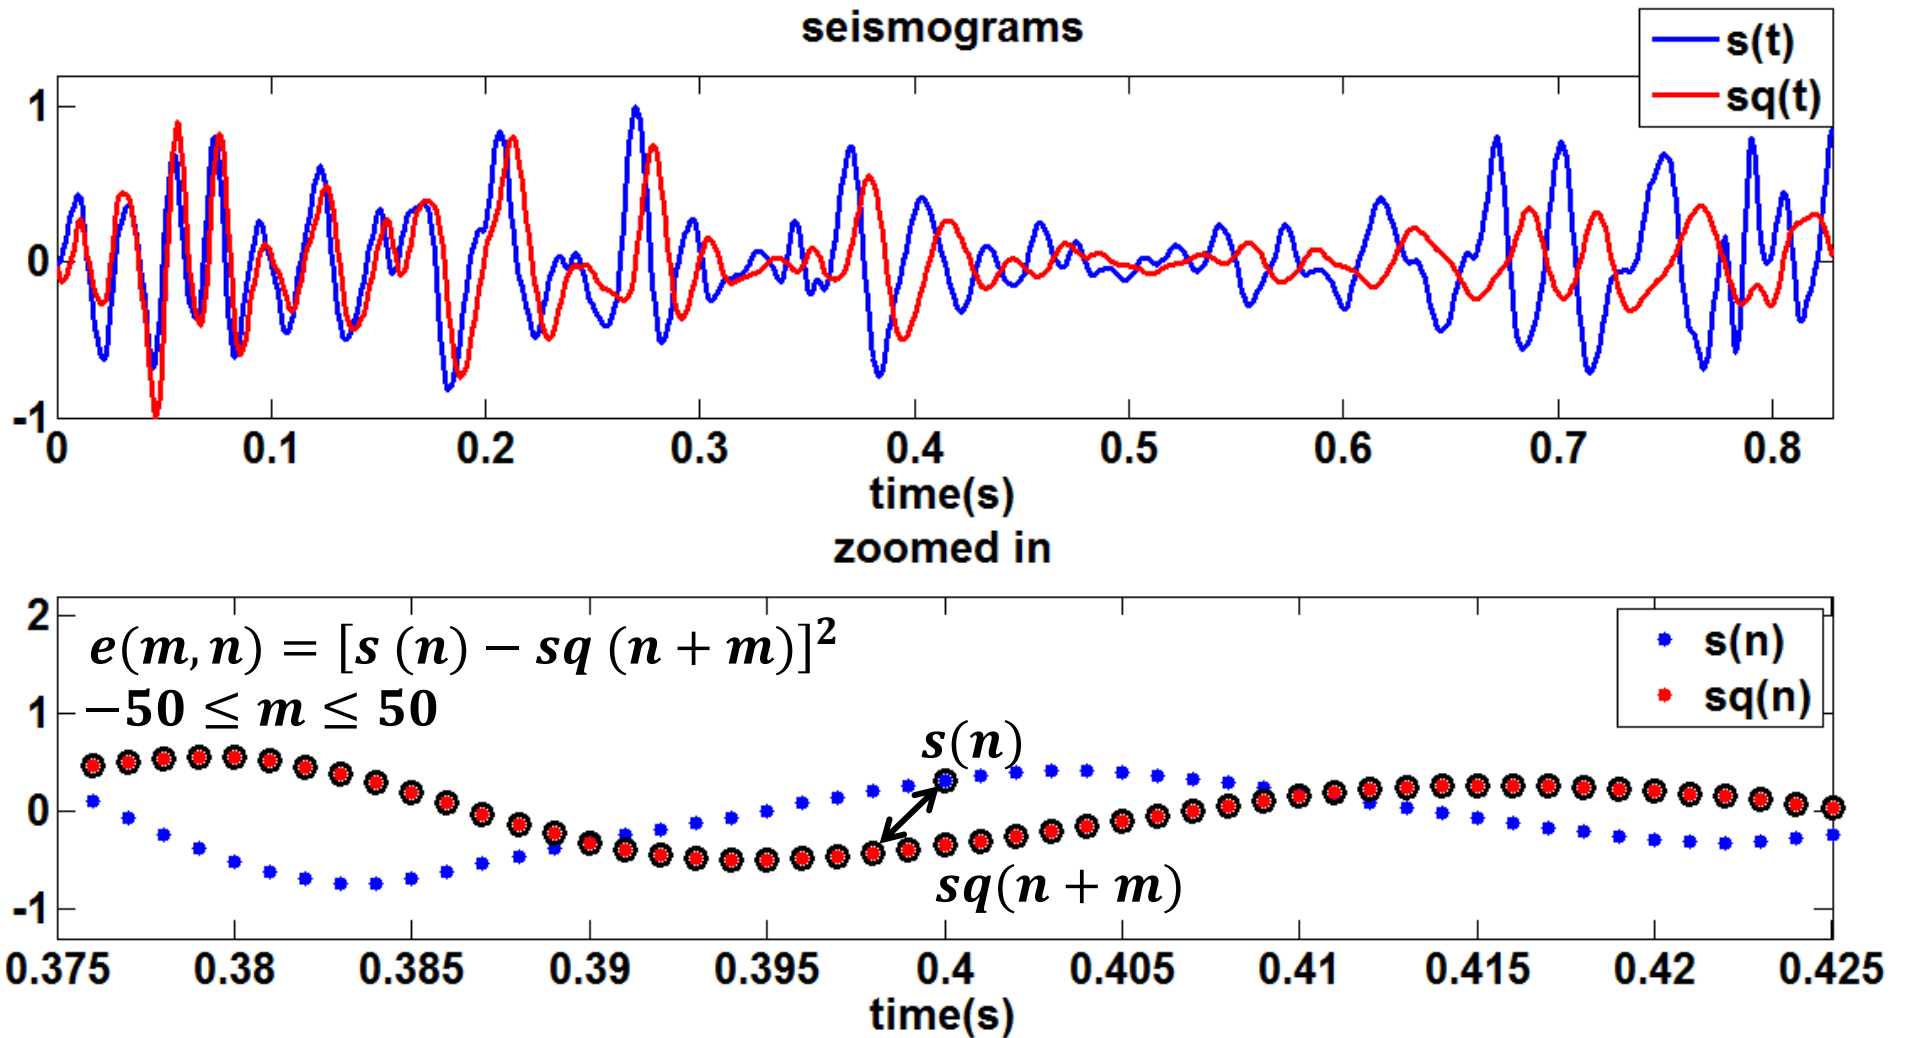 seismograms
s(t)
sq(t)
1
0
-1
0 0.1 0.2 0.3 0.4 0.5 0.6 0.7 0.8
time(s)
zoomed in
2
1
0
-1
e(m, n) = [s (n) − sq (n + m)]²
−50 ≤ m ≤ 50
s(n)
sq(n)
s(n)
sq(n + m)
0.375 0.38 0.385 0.39 0.395 0.4 0.405 0.41 0.415 0.42 0.425
time(s)